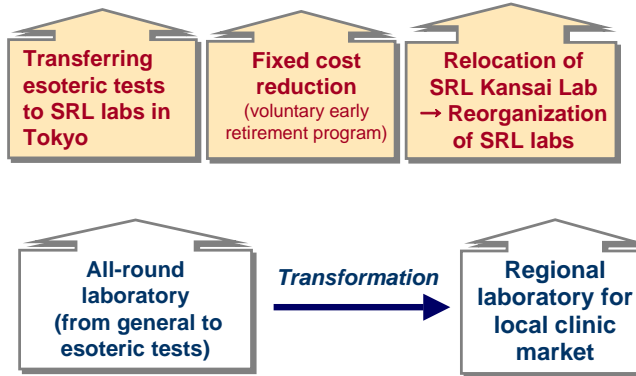 Transferring
esoteric tests
to SRL labs in
Tokyo
Fixed cost
reduction
(voluntary early
retirement program)
Relocation of
SRL Kansai Lab
→ Reorganization
of SRL labs
All-round
laboratory
(from general to
esoteric tests)
Transformation
Regional
laboratory for
local clinic
market